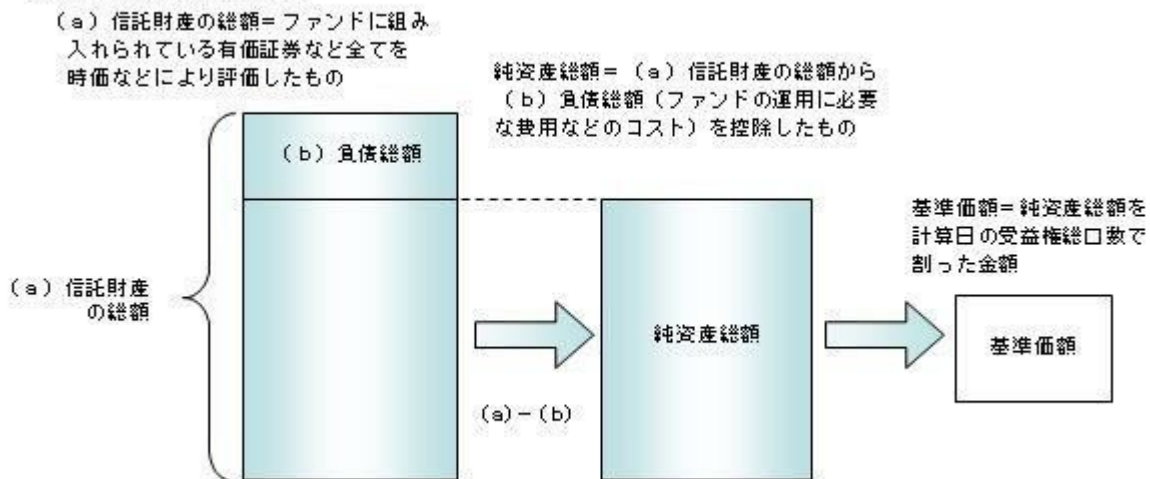 (a)信託財産の総額=ファンドに組み
入れられている有価証券など全てを
時価などにより評価したもの
純資産総額=(a)信託財産の総額から
(b)負債総額(ファンドの運用に必要
な費用などのコスト)を控除したもの
(b)負債総額
基準価額=純資産総額を
計算日の受益権総口数で
割った金額
(a)信託財産
の総額
純資産総額
基準価額
(a)-(b)